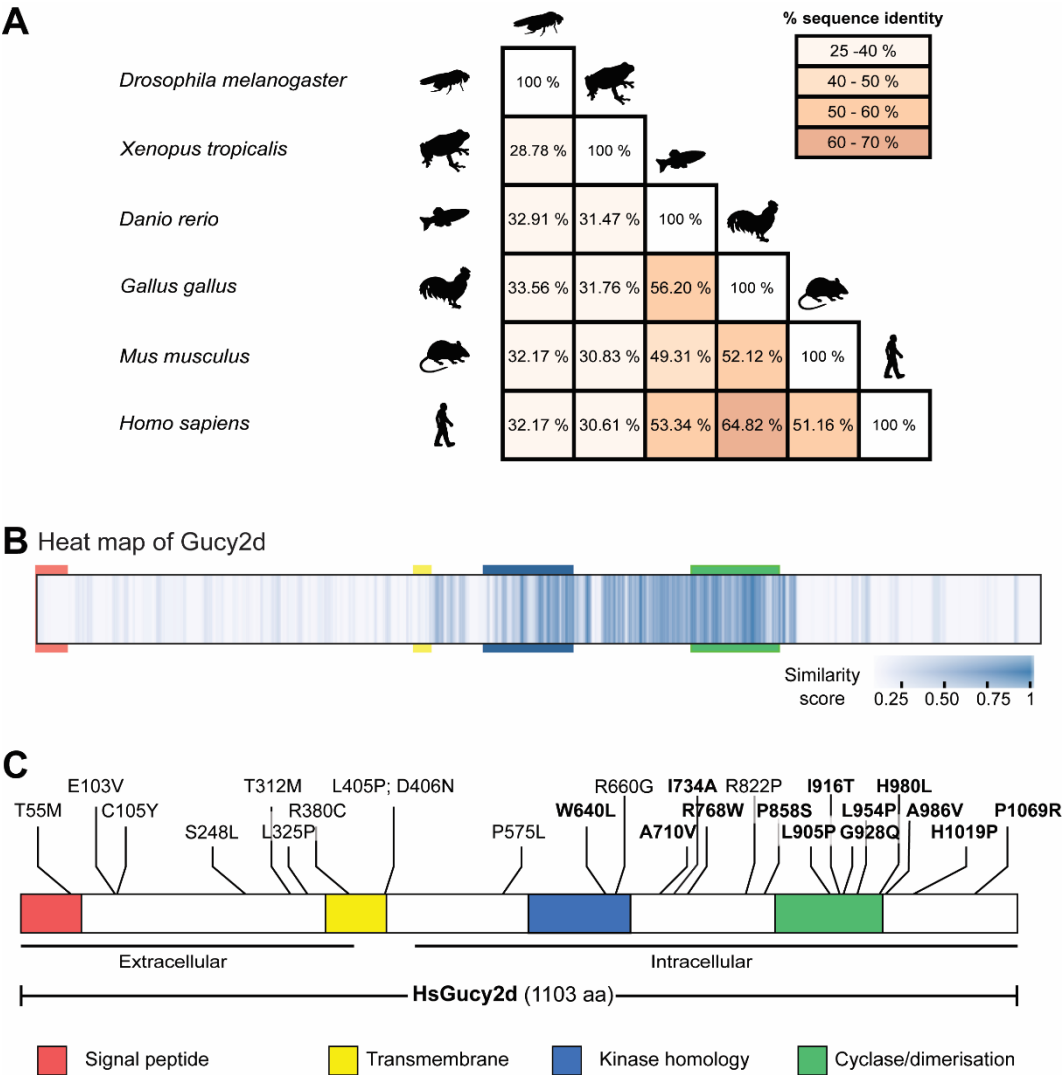 A
% sequence identity
25 -40 %
40 - 50 %
50 - 60 %
60 - 70 %
Drosophila melanogaster
100 %
Xenopus tropicalis
28.78 % 100 %
Danio rerio
32.91 % 31.47 % 100 %
Gallus gallus
33.56 % 31.76 % 56.20 % 100 %
Mus musculus
32.17 % 30.83 % 49.31 % 52.12 % 100 %
Homo sapiens
32.17 % 30.61 % 53.34 % 64.82 % 51.16 % 100 %
B Heat map of Gucy2d
Similarity score
0.25 0.50 0.75 1
C
E103V T312M L405P; D406N R660G I734A R822P I916T H980L
T55M C105Y R380C W640L R768W P858S L954P A986V P1069R
S248L L325P P575L A710V L905P G928Q H1019P
Extracellular Intracellular
HsGucy2d (1103 aa)
Signal peptide Transmembrane Kinase homology Cyclase/dimerisation